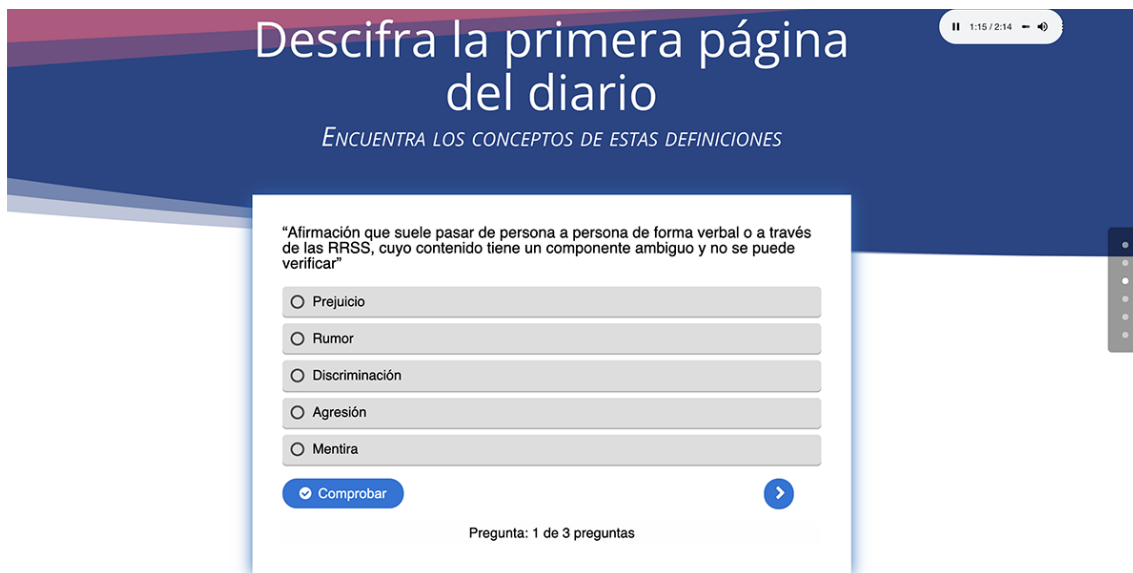 Descifra la primera página
del diario
ENCUENTRA LOS CONCEPTOS DE ESTAS DEFINICIONES
1:15 / 2:14
“Afirmación que suele pasar de persona a persona de forma verbal o a través
de las RRSS, cuyo contenido tiene un componente ambiguo y no se puede
verificar”
Prejuicio
Rumor
Discriminación
Agresión
Mentira
Comprobar
Pregunta: 1 de 3 preguntas